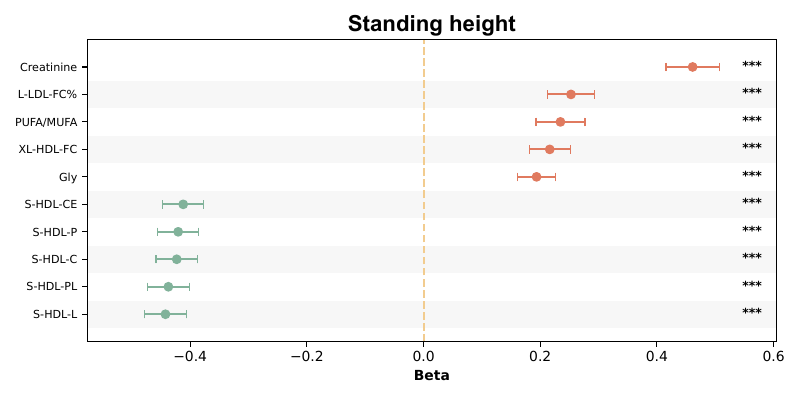 Standing height
Creatinine ***
L-LDL-FC% ***
PUFA/MUFA ***
XL-HDL-FC ***
Gly ***
S-HDL-CE ***
S-HDL-P ***
S-HDL-C ***
S-HDL-PL ***
S-HDL-L ***
−0.4 −0.2 0.0 0.2 0.4 0.6
Beta